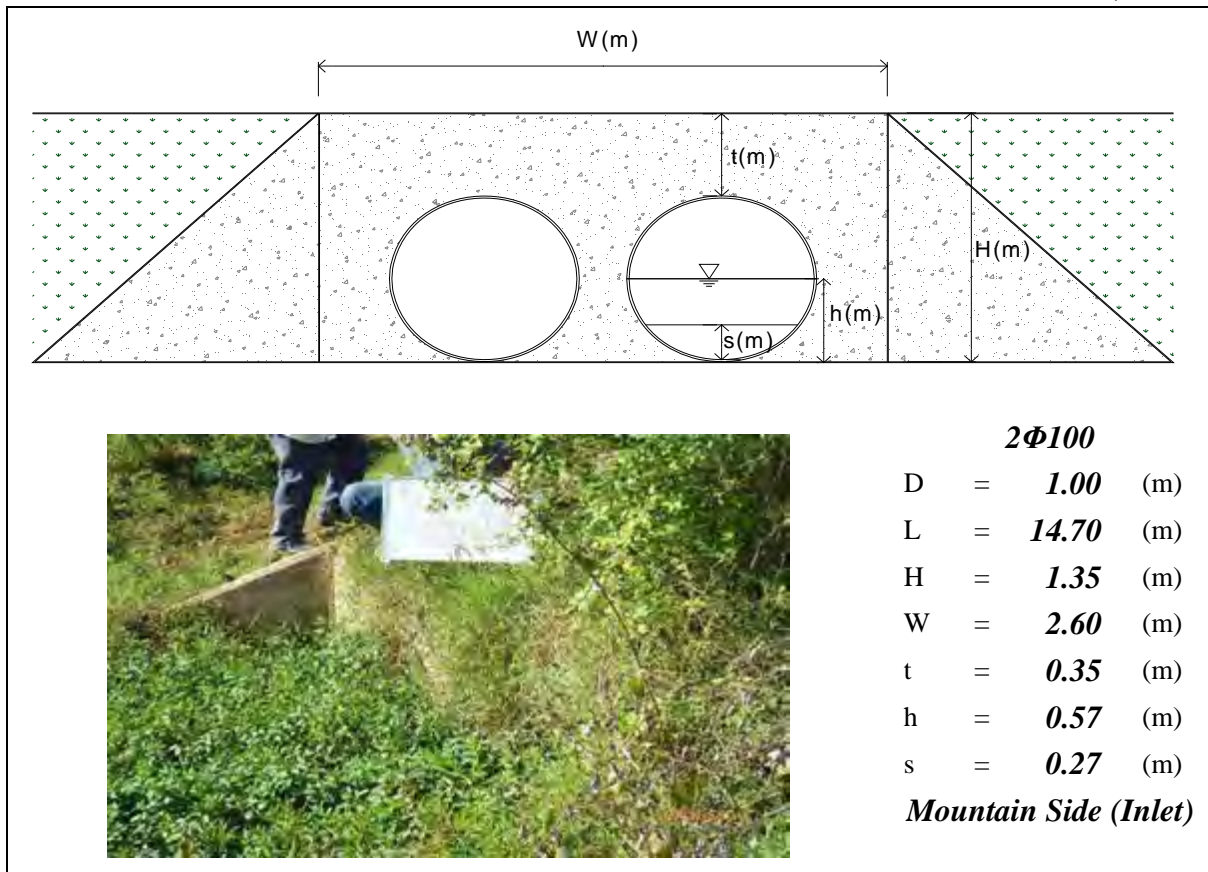 W(m)
t(m)
H(m)
h(m)
s(m)
2Φ100
D = 1.00 (m)
L = 14.70 (m)
H = 1.35 (m)
W = 2.60 (m)
t = 0.35 (m)
h = 0.57 (m)
s = 0.27 (m)
Mountain Side (Inlet)